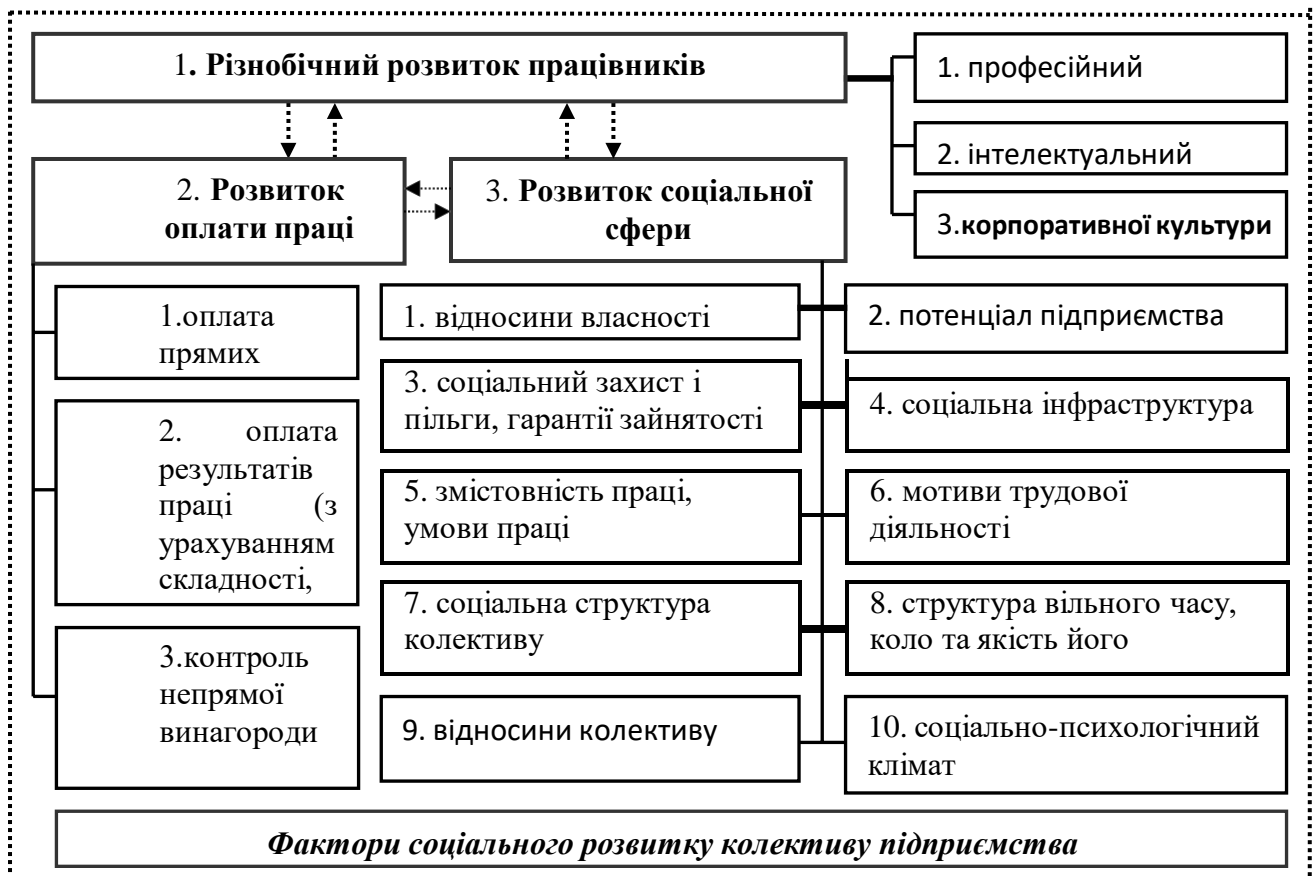 1. Різнобічний розвиток працівників
1. професійний
2. інтелектуальний
3.корпоративної культури
2. Розвиток
оплати праці
3. Розвиток соціальної
сфери
1.оплата
прямих
2. оплата
результатів
праці (з
урахуванням
складності,
3.контроль
непрямої
винагороди
1. відносини власності
2. потенціал підприємства
3. соціальний захист і
пільги, гарантії зайнятості
4. соціальна інфраструктура
5. змістовність праці,
умови праці
6. мотиви трудової
діяльності
7. соціальна структура
колективу
8. структура вільного часу,
коло та якість його
9. відносини колективу
10. соціально-психологічний
клімат
Фактори соціального розвитку колективу підприємства